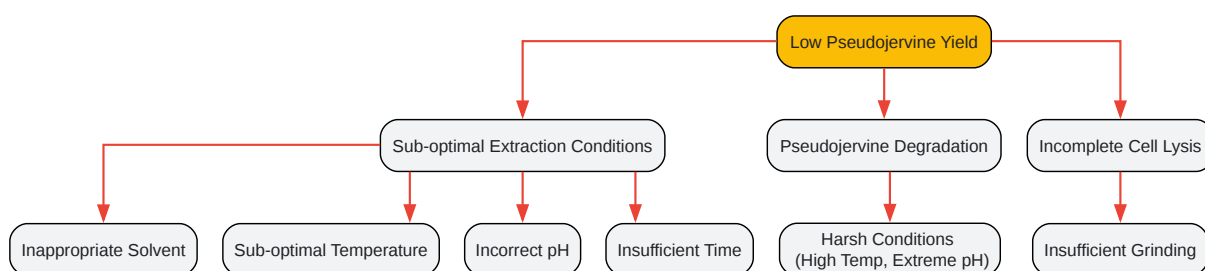 Low Pseudojervine Yield
Sub-optimal Extraction Conditions
Pseudojervine Degradation
Incomplete Cell Lysis
Inappropriate Solvent
Sub-optimal Temperature
Incorrect pH
Insufficient Time
Harsh Conditions
(High Temp, Extreme pH)
Insufficient Grinding